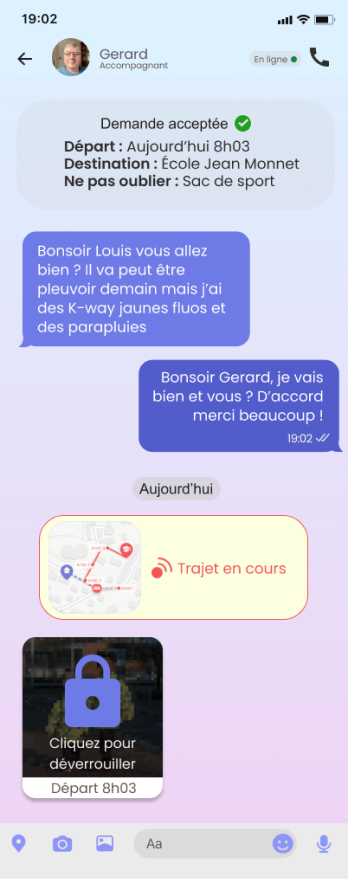 19:02
Gerard
Accompagnant
En ligne
Demande acceptée
Départ : Aujourd'hui 8h03
Destination : École Jean Monnet
Ne pas oublier : Sac de sport
Bonsoir Louis vous allez
bien ? Il va peut être
pleuvoir demain mais j'ai
des K-way jaunes fluos et
des parapluies
Bonsoir Gerard, je vais
bien et vous ? D'accord
merci beaucoup !
19:02
Aujourd'hui
Trajet en cours
Cliquez pour
déverrouiller
Départ 8h03
Aa